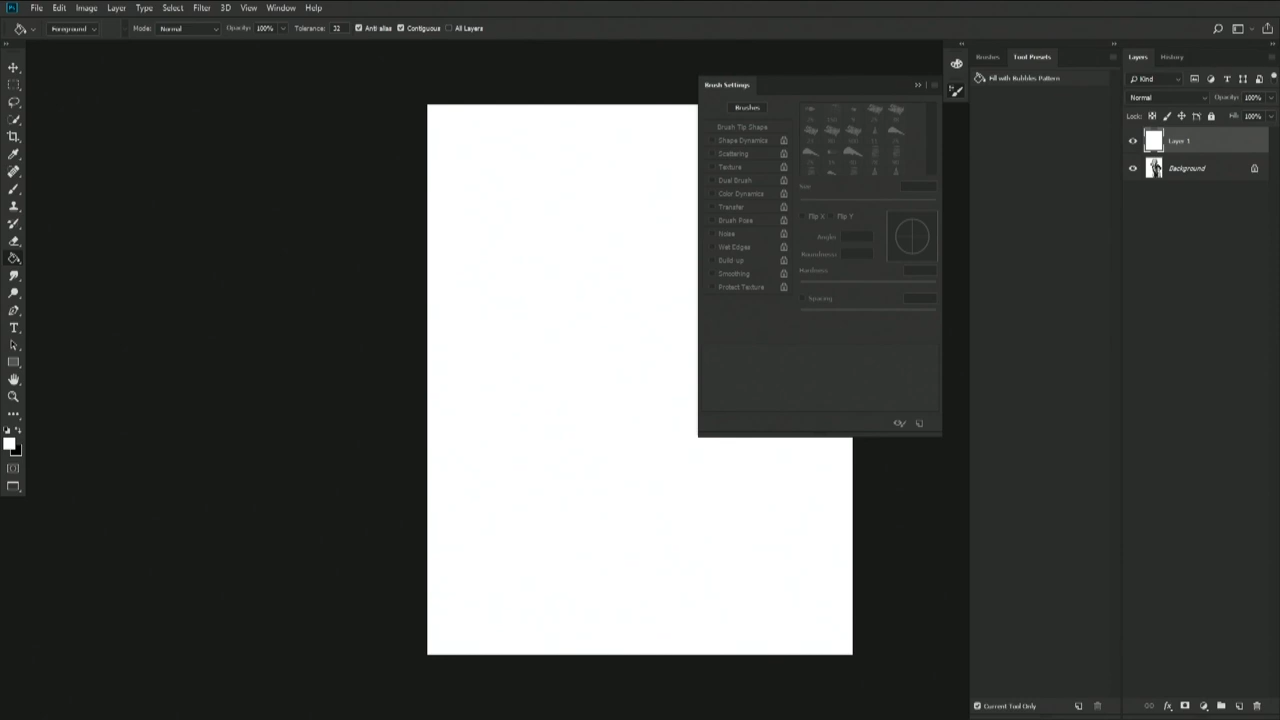 Ps File Edit Image Layer Type Select Filter 3D View Window Help
Foreground Mode: Normal Opacity: 100% Tolerance: 32 Anti-alias Contiguous All Layers
Brush Settings
Brushes
Brush Tip Shape
Shape Dynamics
Scattering
Texture
Dual Brush
Color Dynamics
Transfer
Brush Pose
Noise
Wet Edges
Build-up
Smoothing
Protect Texture
Size
Flip X Flip Y
Angle:
Roundness:
Hardness
Spacing
Brushes Tool Presets
Fill with Bubbles Pattern
Current Tool Only
Layers History
Kind
Normal Opacity: 100%
Lock: Fill: 100%
Layer 1
Background